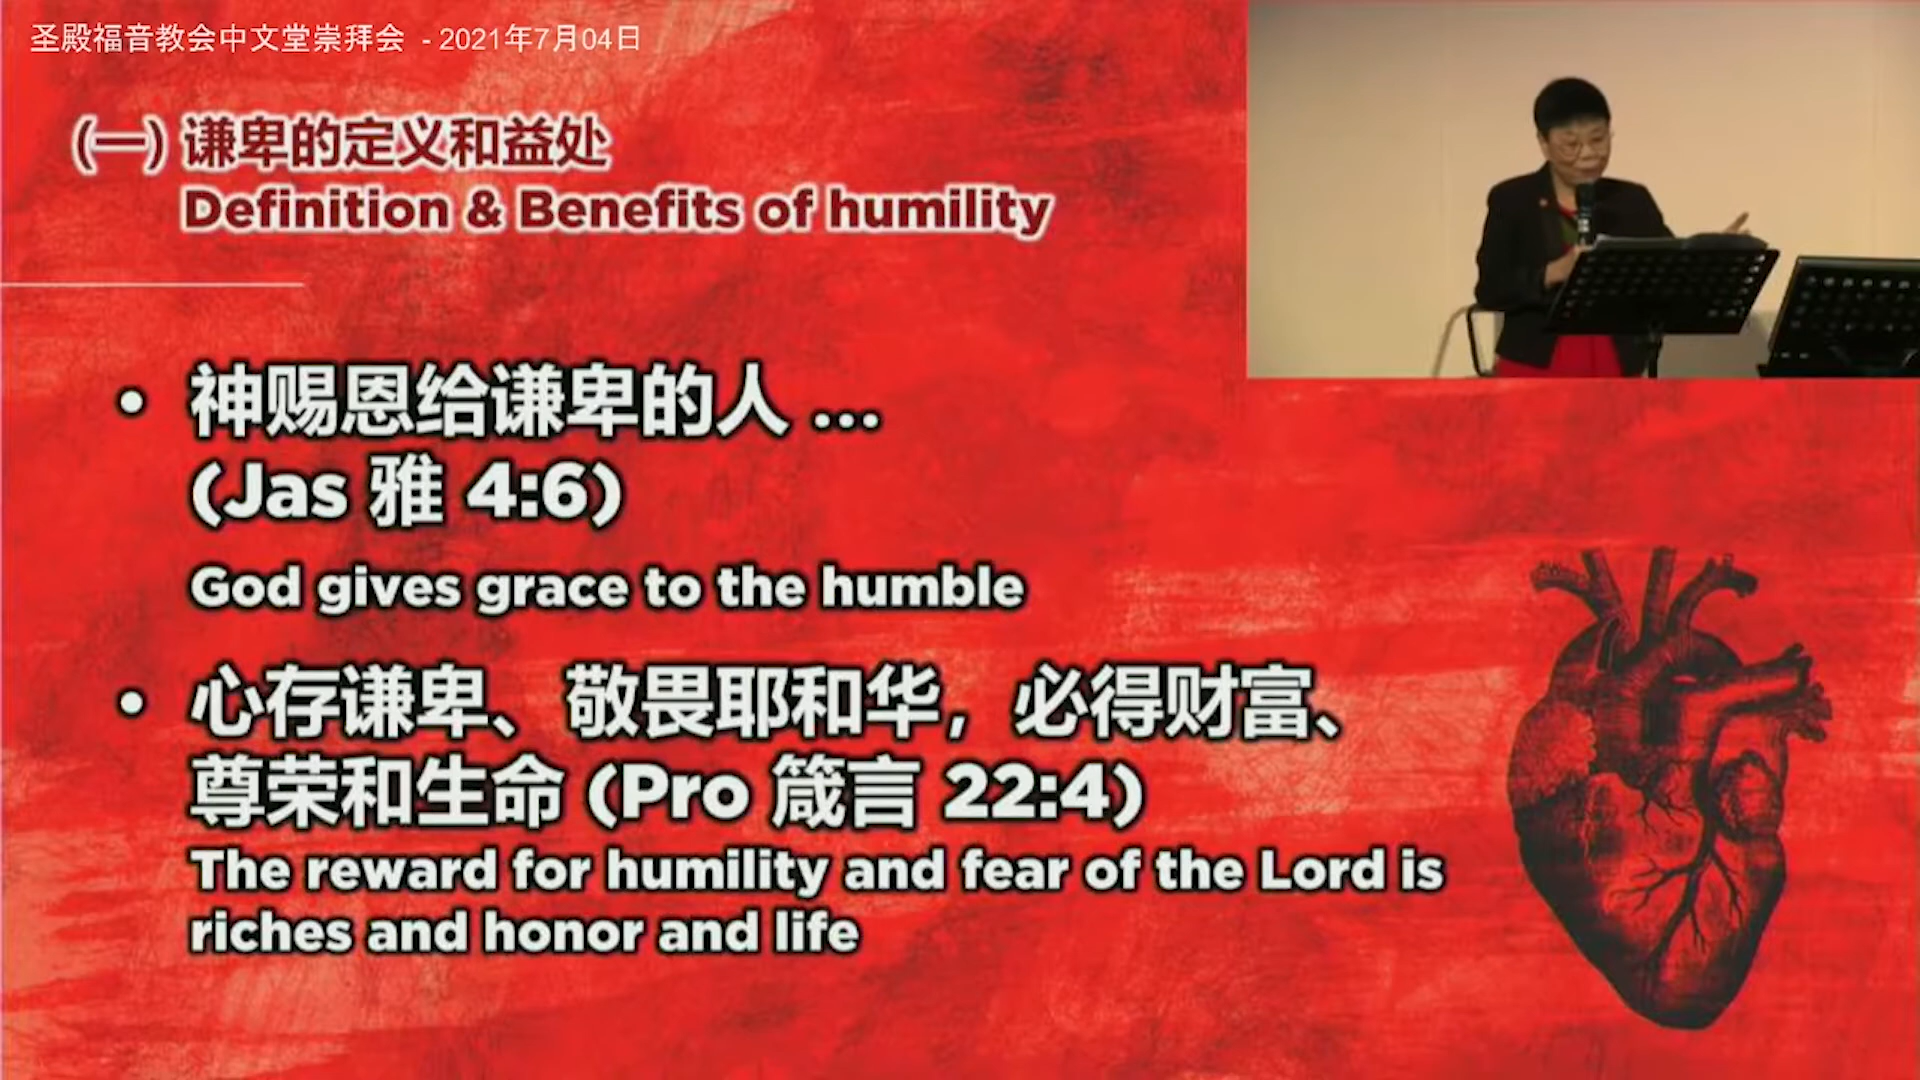 圣殿福音教会中文堂崇拜会 - 2021年7月04日
(一) 谦卑的定义和益处
Definition & Benefits of humility
• 神赐恩给谦卑的人 ...
(Jas 雅 4:6)
God gives grace to the humble
• 心存谦卑、敬畏耶和华，必得财富、
尊荣和生命 (Pro 箴言 22:4)
The reward for humility and fear of the Lord is
riches and honor and life